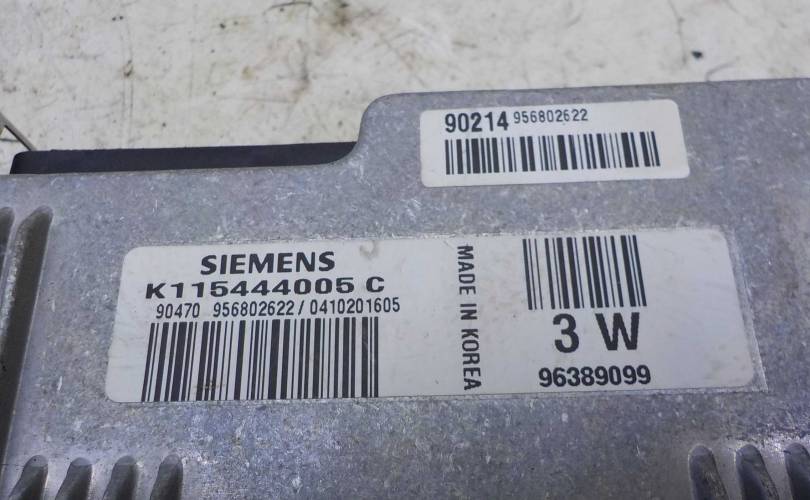 90214 956802622
SIEMENS
K115444005 C
90470 956802622/0410201605
MADE IN KOREA
3 W
96389099